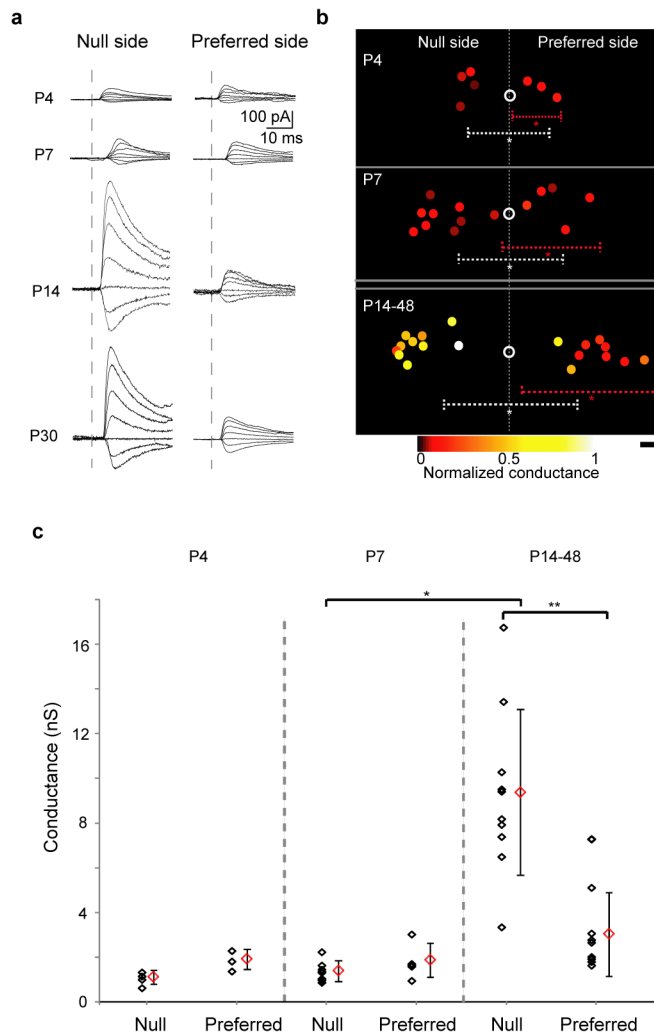 a
Null side Preferred side
P4
100 pA
10 ms
P7
P14
P30
b
Null side Preferred side
P4
*
*
P7
*
*
P14-48
*
*
0 0.5 1
Normalized conductance
c
P4 P7 P14-48
* **
Conductance (nS)
16
12
8
4
0
Null Preferred Null Preferred Null Preferred